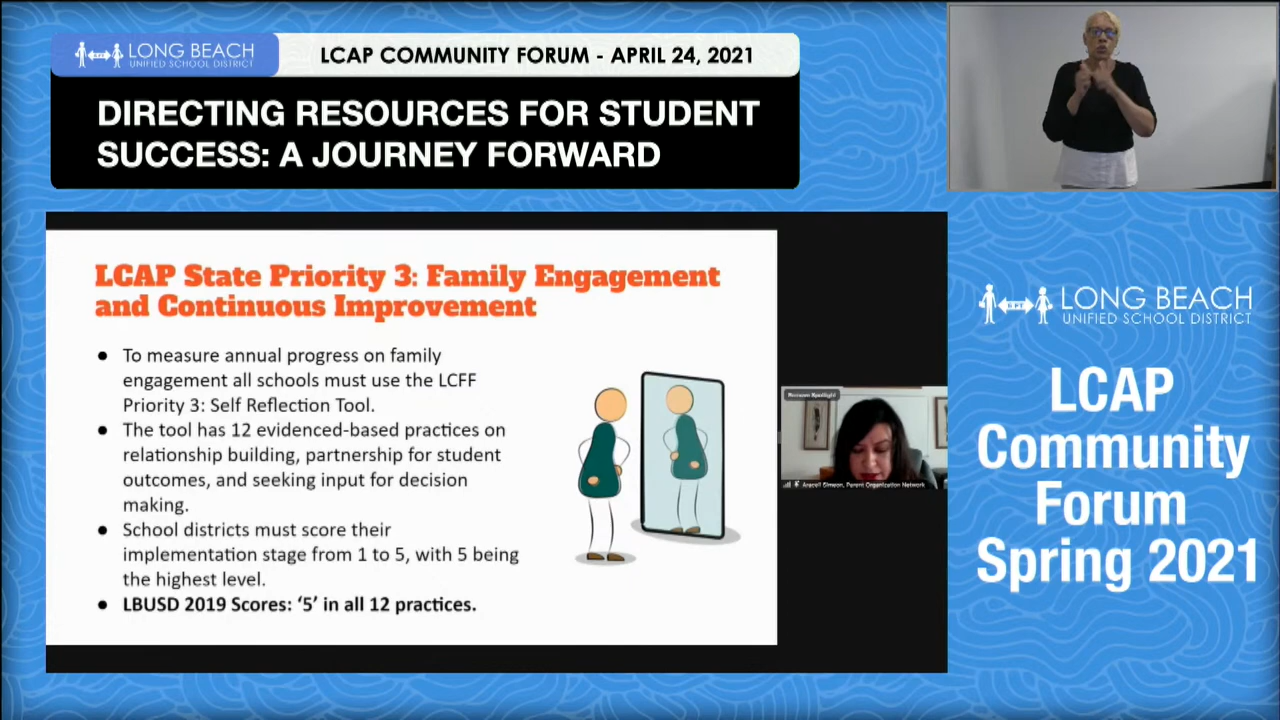 LONG BEACH
UNIFIED SCHOOL DISTRICT
LCAP COMMUNITY FORUM - APRIL 24, 2021
DIRECTING RESOURCES FOR STUDENT
SUCCESS: A JOURNEY FORWARD
LCAP State Priority 3: Family Engagement
and Continuous Improvement
● To measure annual progress on family
engagement all schools must use the LCFF
Priority 3: Self Reflection Tool.
● The tool has 12 evidenced-based practices on
relationship building, partnership for student
outcomes, and seeking input for decision
making.
● School districts must score their
implementation stage from 1 to 5, with 5 being
the highest level.
● LBUSD 2019 Scores: ‘5’ in all 12 practices.
Araceli Simeon, Parent Organization Network
LONG BEACH
UNIFIED SCHOOL DISTRICT
LCAP
Community
Forum
Spring 2021